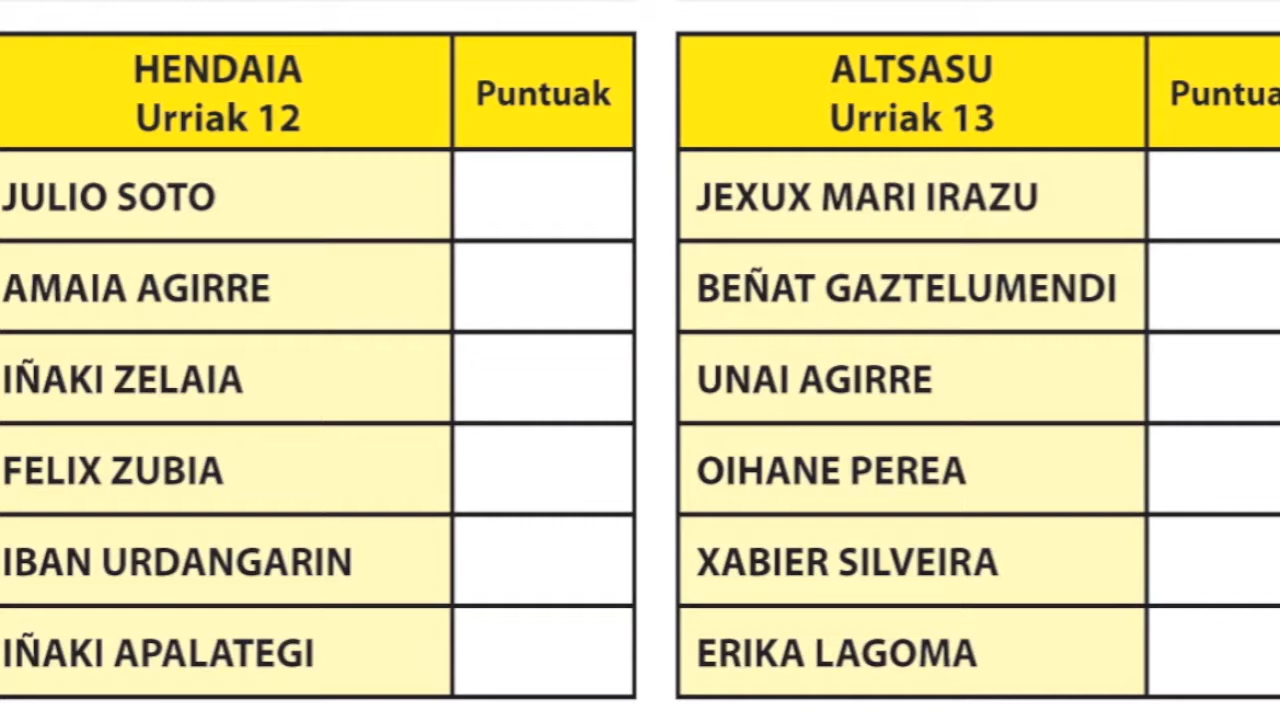 HENDAIA
Urriak 12
Puntuak
JULIO SOTO
AMAIA AGIRRE
IÑAKI ZELAIA
FELIX ZUBIA
IBAN URDANGARIN
IÑAKI APALATEGI
ALTSASU
Urriak 13
Puntua
JEXUX MARI IRAZU
BEÑAT GAZTELUMENDI
UNAI AGIRRE
OIHANE PEREA
XABIER SILVEIRA
ERIKA LAGOMA